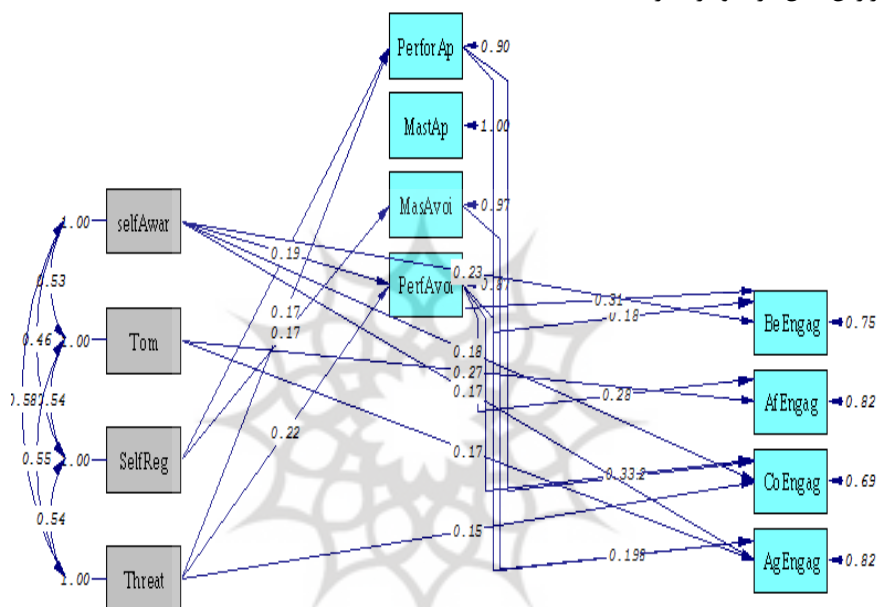 PerforAp
0.90
MastAp
1.00
MasAvoi
0.97
PerfAvoi
0.87
selfAwar
1.00
Tom
1.00
SelfReg
1.00
Threat
1.00
0.53
0.46
0.54
0.55
0.54
0.19
0.17
0.17
0.22
0.23
0.31
0.18
0.18
0.27
0.17
0.28
0.17
0.15
BeEngag
0.75
AfEngag
0.82
CoEngag
0.69
AgEngag
0.82